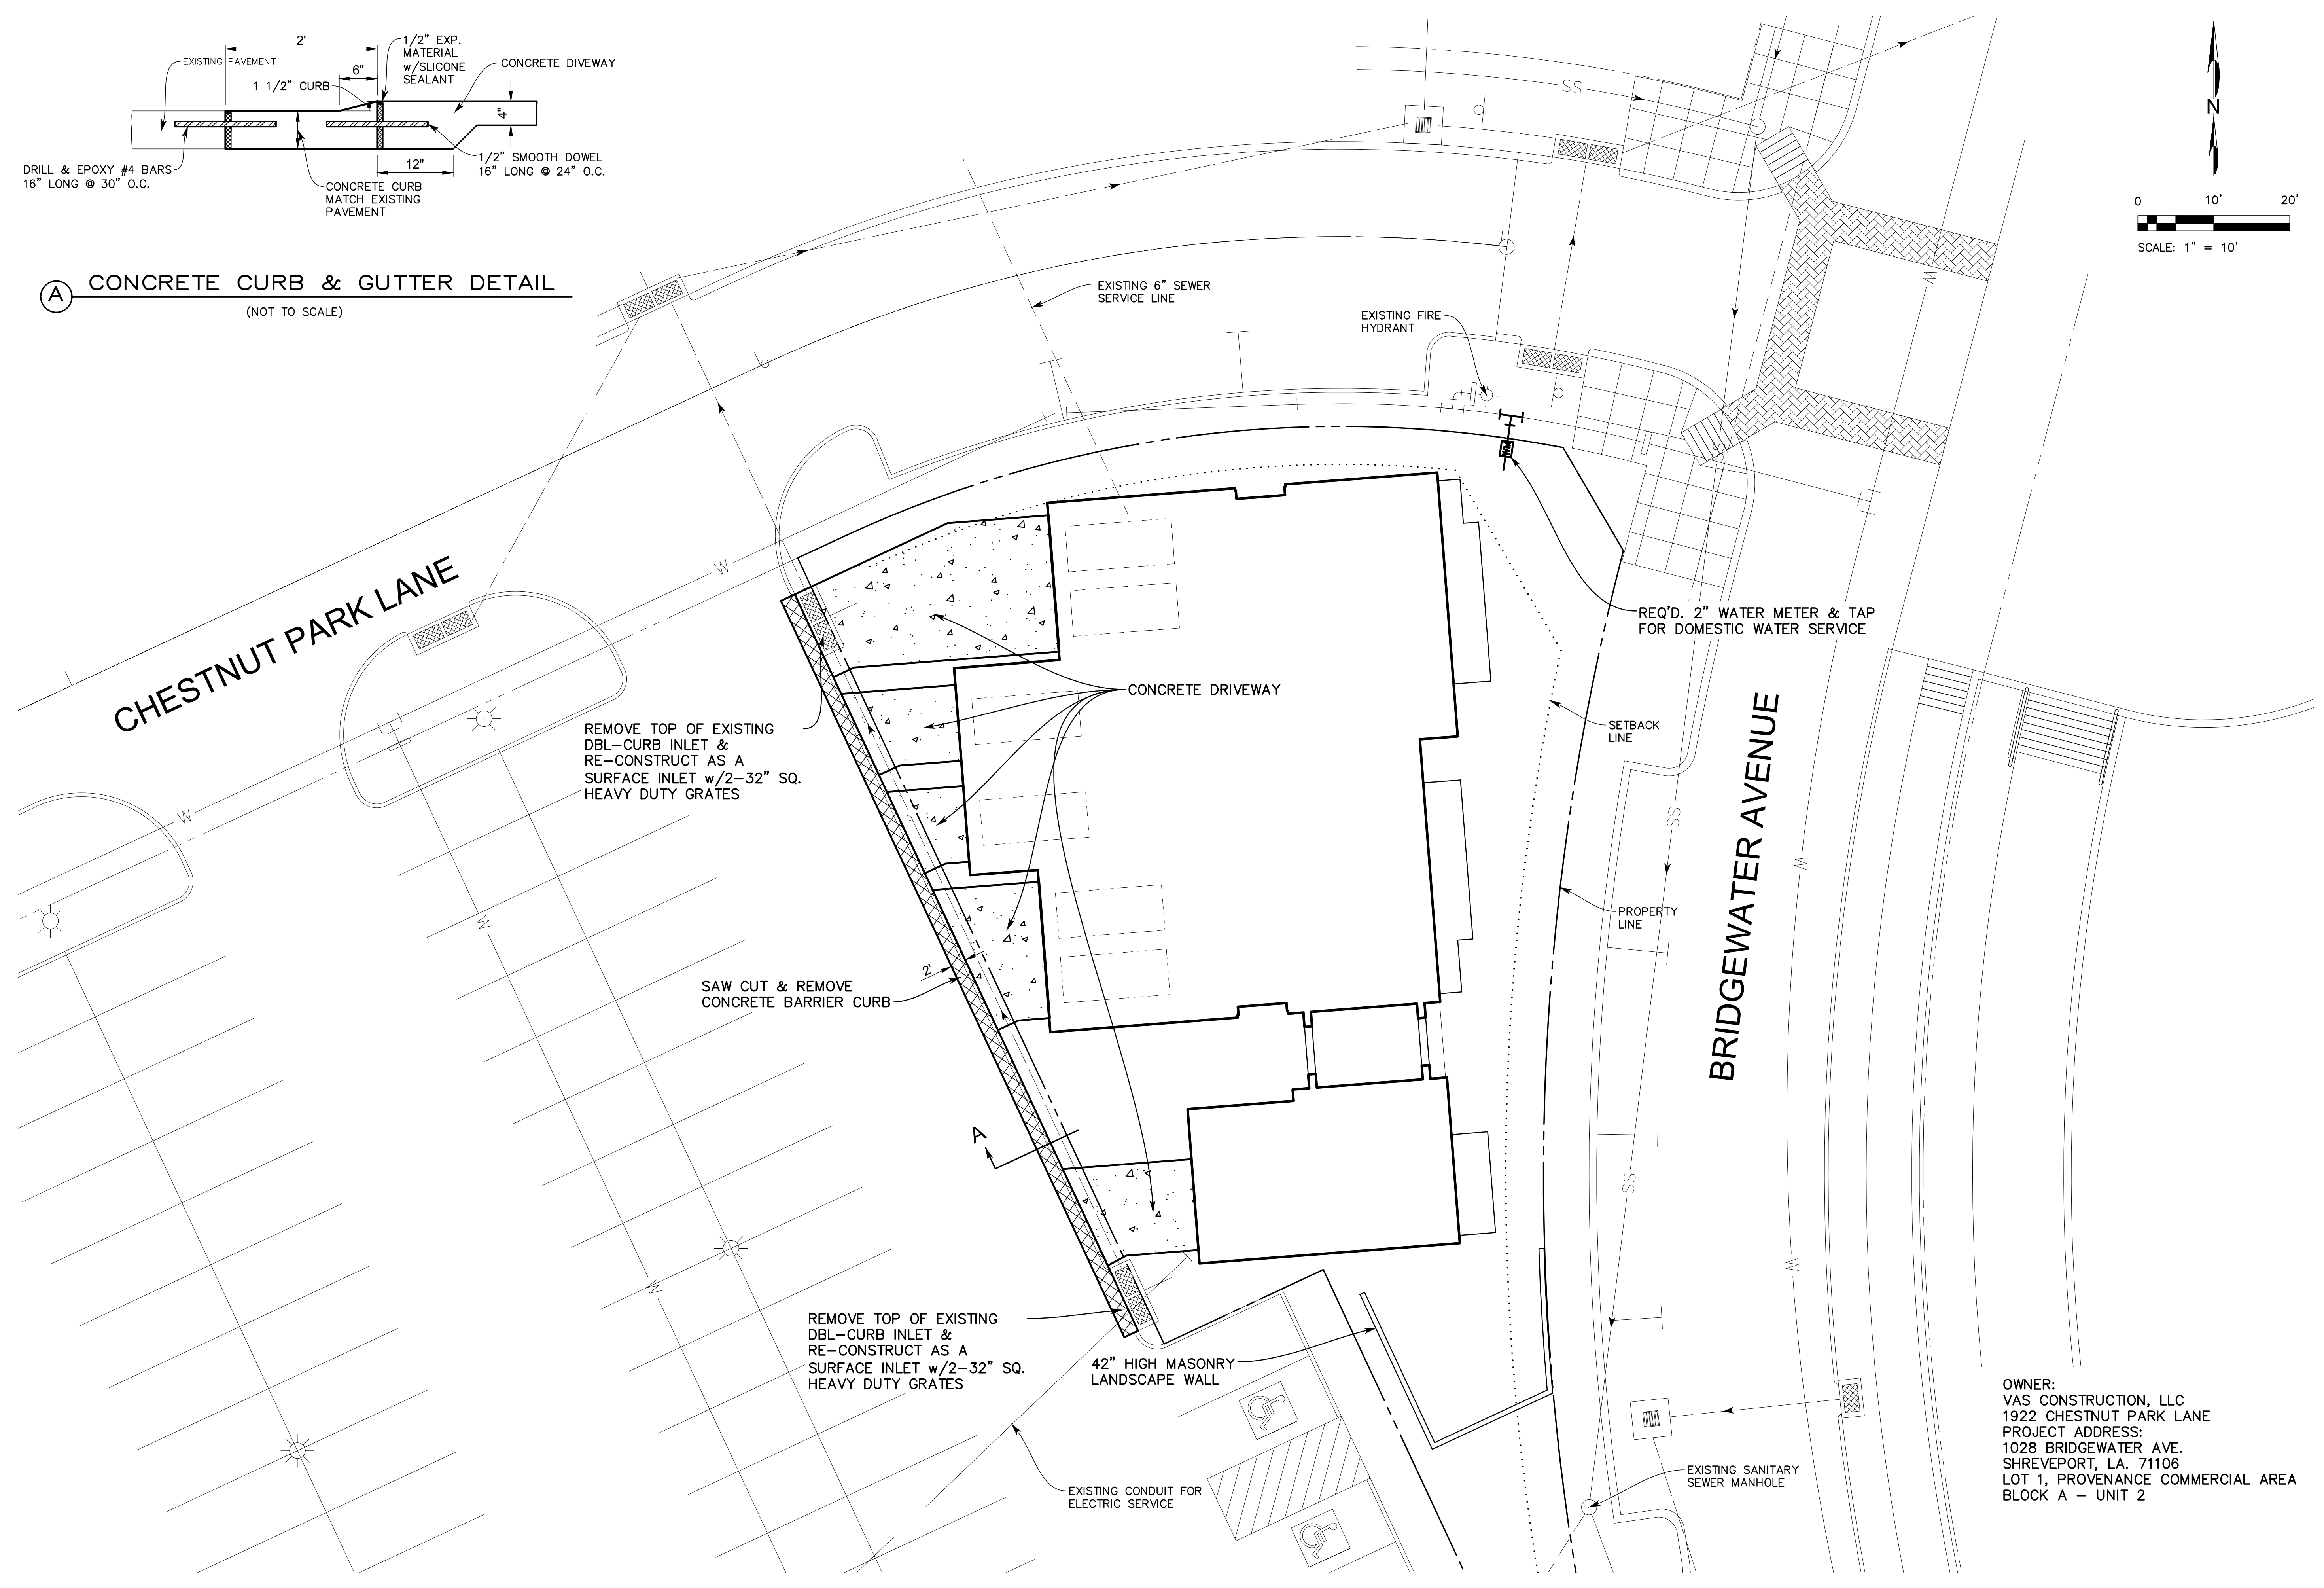 2'
1/2" EXP.
MATERIAL
w/SLICONE
SEALANT
EXISTING PAVEMENT
6"
1 1/2" CURB
CONCRETE DIVEWAY
4"
DRILL & EPOXY #4 BARS
16" LONG @ 30" O.C.
12"
1/2" SMOOTH DOWEL
16" LONG @ 24" O.C.
CONCRETE CURB
MATCH EXISTING
PAVEMENT
A
CONCRETE CURB & GUTTER DETAIL
(NOT TO SCALE)
N
0 10' 20'
SCALE: 1" = 10'
SS
W
EXISTING 6" SEWER
SERVICE LINE
EXISTING FIRE
HYDRANT
SS
WM
CHESTNUT PARK LANE
W
W
REQ'D. 2" WATER METER & TAP
FOR DOMESTIC WATER SERVICE
CONCRETE DRIVEWAY
REMOVE TOP OF EXISTING
DBL-CURB INLET &
RE-CONSTRUCT AS A
SURFACE INLET w/2-32" SQ.
HEAVY DUTY GRATES
SETBACK
LINE
BRIDGEWATER AVENUE
SS
W
W
PROPERTY
LINE
2'
SAW CUT & REMOVE
CONCRETE BARRIER CURB
A
SS
W
W
REMOVE TOP OF EXISTING
DBL-CURB INLET &
RE-CONSTRUCT AS A
SURFACE INLET w/2-32" SQ.
HEAVY DUTY GRATES
42" HIGH MASONRY
LANDSCAPE WALL
EXISTING CONDUIT FOR
ELECTRIC SERVICE
EXISTING SANITARY
SEWER MANHOLE
OWNER:
VAS CONSTRUCTION, LLC
1922 CHESTNUT PARK LANE
PROJECT ADDRESS:
1028 BRIDGEWATER AVE.
SHREVEPORT, LA. 71106
LOT 1, PROVENANCE COMMERCIAL AREA
BLOCK A - UNIT 2